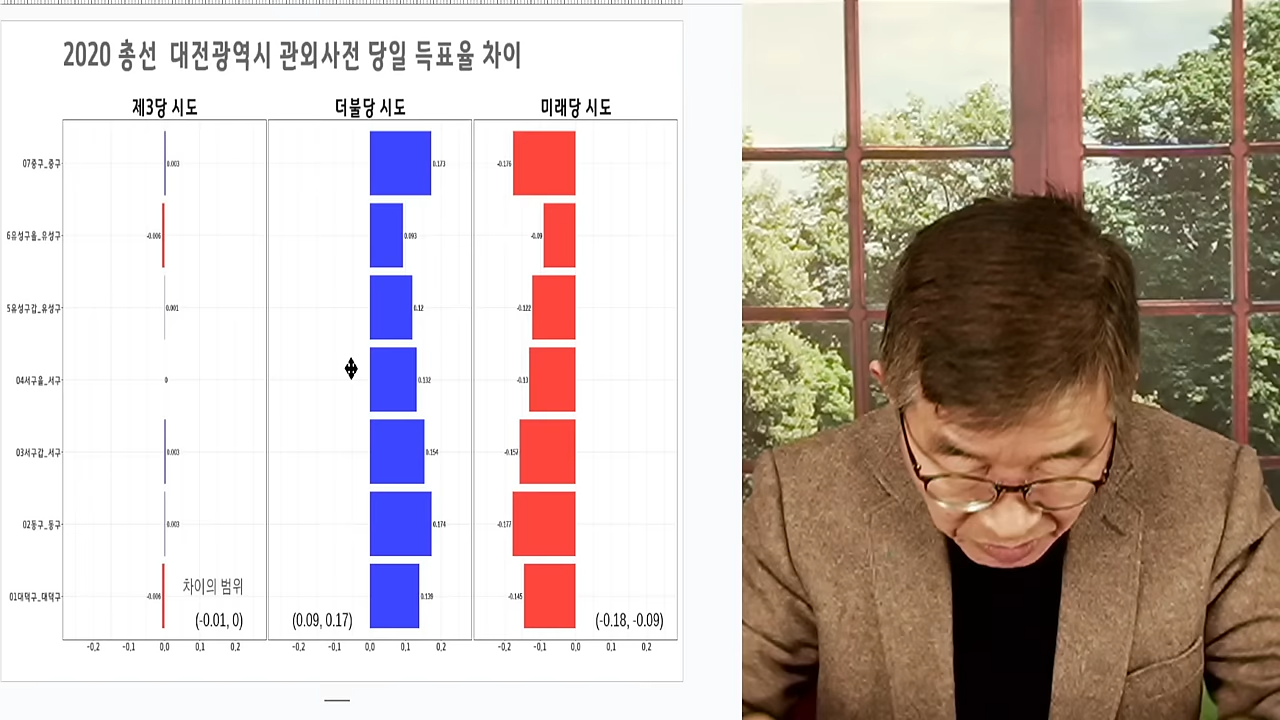 2020 총선 대전광역시 관외사전 당일 득표율 차이
제3당 시도 더불당 시도 미래당 시도
07중구_중구 0.003 0.173 -0.176
6유성구을_유성구 -0.006 0.093 -0.09
5유성구갑_유성구 0.001 0.12 -0.122
04서구을_서구 0 0.132 -0.13
03서구갑_서구 0.003 0.154 -0.157
02동구_동구 0.003 0.174 -0.177
차이의 범위
01대덕구_대덕구 -0.006 0.139 -0.145
(-0.01, 0) (0.09, 0.17) (-0.18, -0.09)
-0,2 -0,1 0,0 0,1 0,2 -0,2 -0,1 0,0 0,1 0,2 -0,2 -0,1 0,0 0,1 0,2